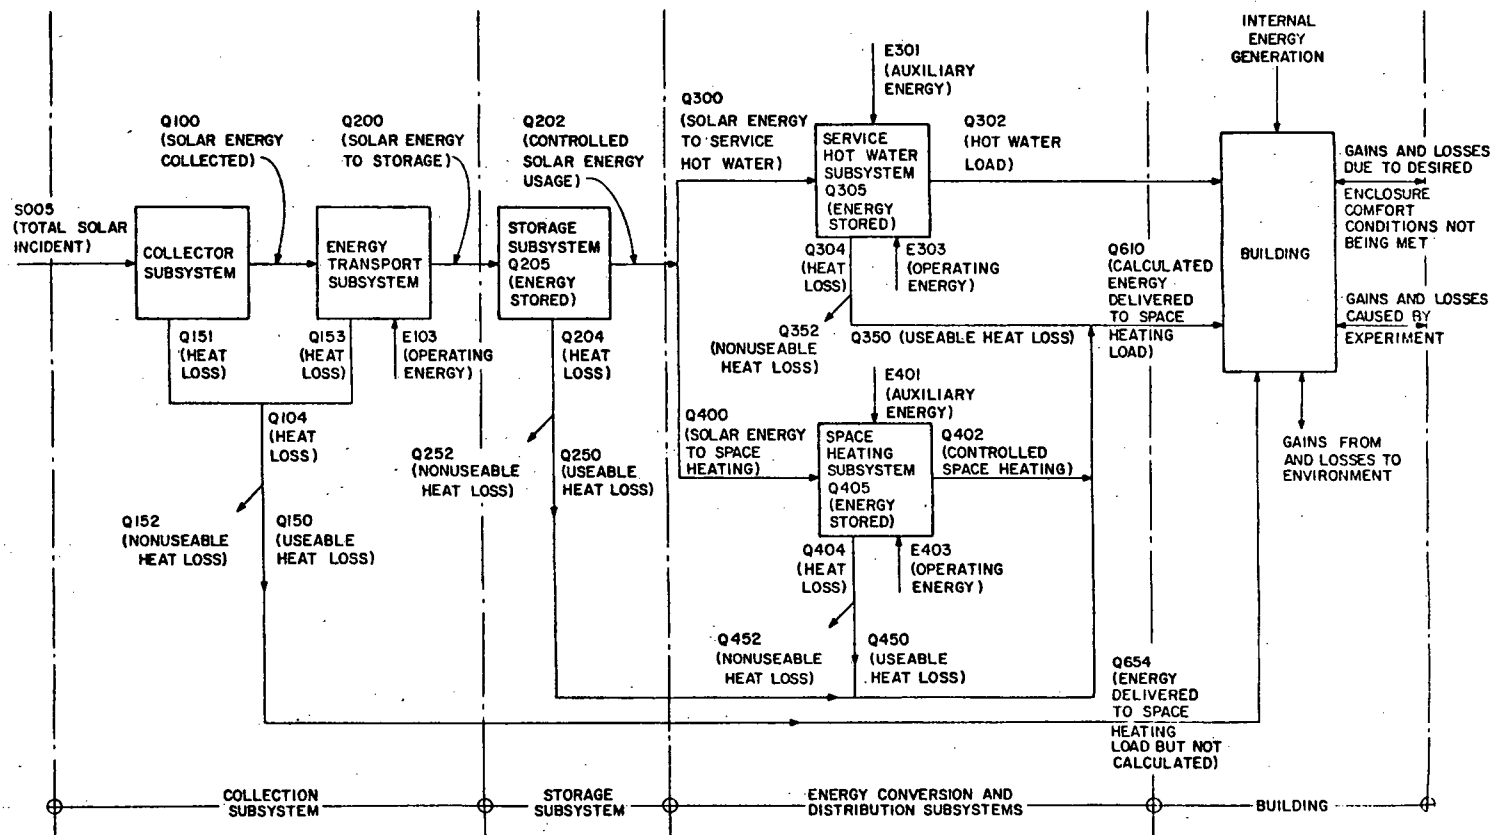 INTERNAL
ENERGY
GENERATION
E301
(AUXILIARY
ENERGY)
Q100
(SOLAR ENERGY
COLLECTED)
Q200
(SOLAR ENERGY
TO STORAGE)
Q202
(CONTROLLED
SOLAR ENERGY
USAGE)
Q300
(SOLAR ENERGY
TO SERVICE
HOT WATER)
SERVICE
HOT WATER
SUBSYSTEM
Q305
(ENERGY
STORED)
Q302
(HOT WATER
LOAD)
GAINS AND LOSSES
DUE TO DESIRED
ENCLOSURE
COMFORT
CONDITIONS NOT
BEING MET
S005
(TOTAL SOLAR
INCIDENT)
COLLECTOR
SUBSYSTEM
ENERGY
TRANSPORT
SUBSYSTEM
STORAGE
SUBSYSTEM
Q205
(ENERGY
STORED)
Q304
(HEAT
LOSS)
E303
(OPERATING
ENERGY)
Q610
(CALCULATED
ENERGY
DELIVERED
TO SPACE
HEATING
LOAD)
BUILDING
GAINS AND LOSSES
CAUSED BY
EXPERIMENT
Q151
(HEAT
LOSS)
Q153
(HEAT
LOSS)
E103
(OPERATING
ENERGY)
Q204
(HEAT
LOSS)
Q352
(NONUSEABLE
HEAT LOSS)
Q350 (USEABLE HEAT LOSS)
E401
(AUXILIARY
ENERGY)
Q104
(HEAT
LOSS)
Q400
(SOLAR ENERGY
TO SPACE
HEATING)
SPACE
HEATING
SUBSYSTEM
Q405
(ENERGY
STORED)
Q402
(CONTROLLED
SPACE HEATING)
GAINS FROM
AND LOSSES TO
ENVIRONMENT
Q252
(NONUSEABLE
HEAT LOSS)
Q250
(USEABLE
HEAT LOSS)
Q152
(NONUSEABLE
HEAT LOSS)
Q150
(USEABLE
HEAT LOSS)
Q404
(HEAT
LOSS)
E403
(OPERATING
ENERGY)
Q452
(NONUSEABLE
HEAT LOSS)
Q450
(USEABLE
HEAT LOSS)
Q654
(ENERGY
DELIVERED
TO SPACE
HEATING
LOAD BUT NOT
CALCULATED)
COLLECTION
SUBSYSTEM
STORAGE
SUBSYSTEM
ENERGY CONVERSION AND
DISTRIBUTION SUBSYSTEMS
BUILDING